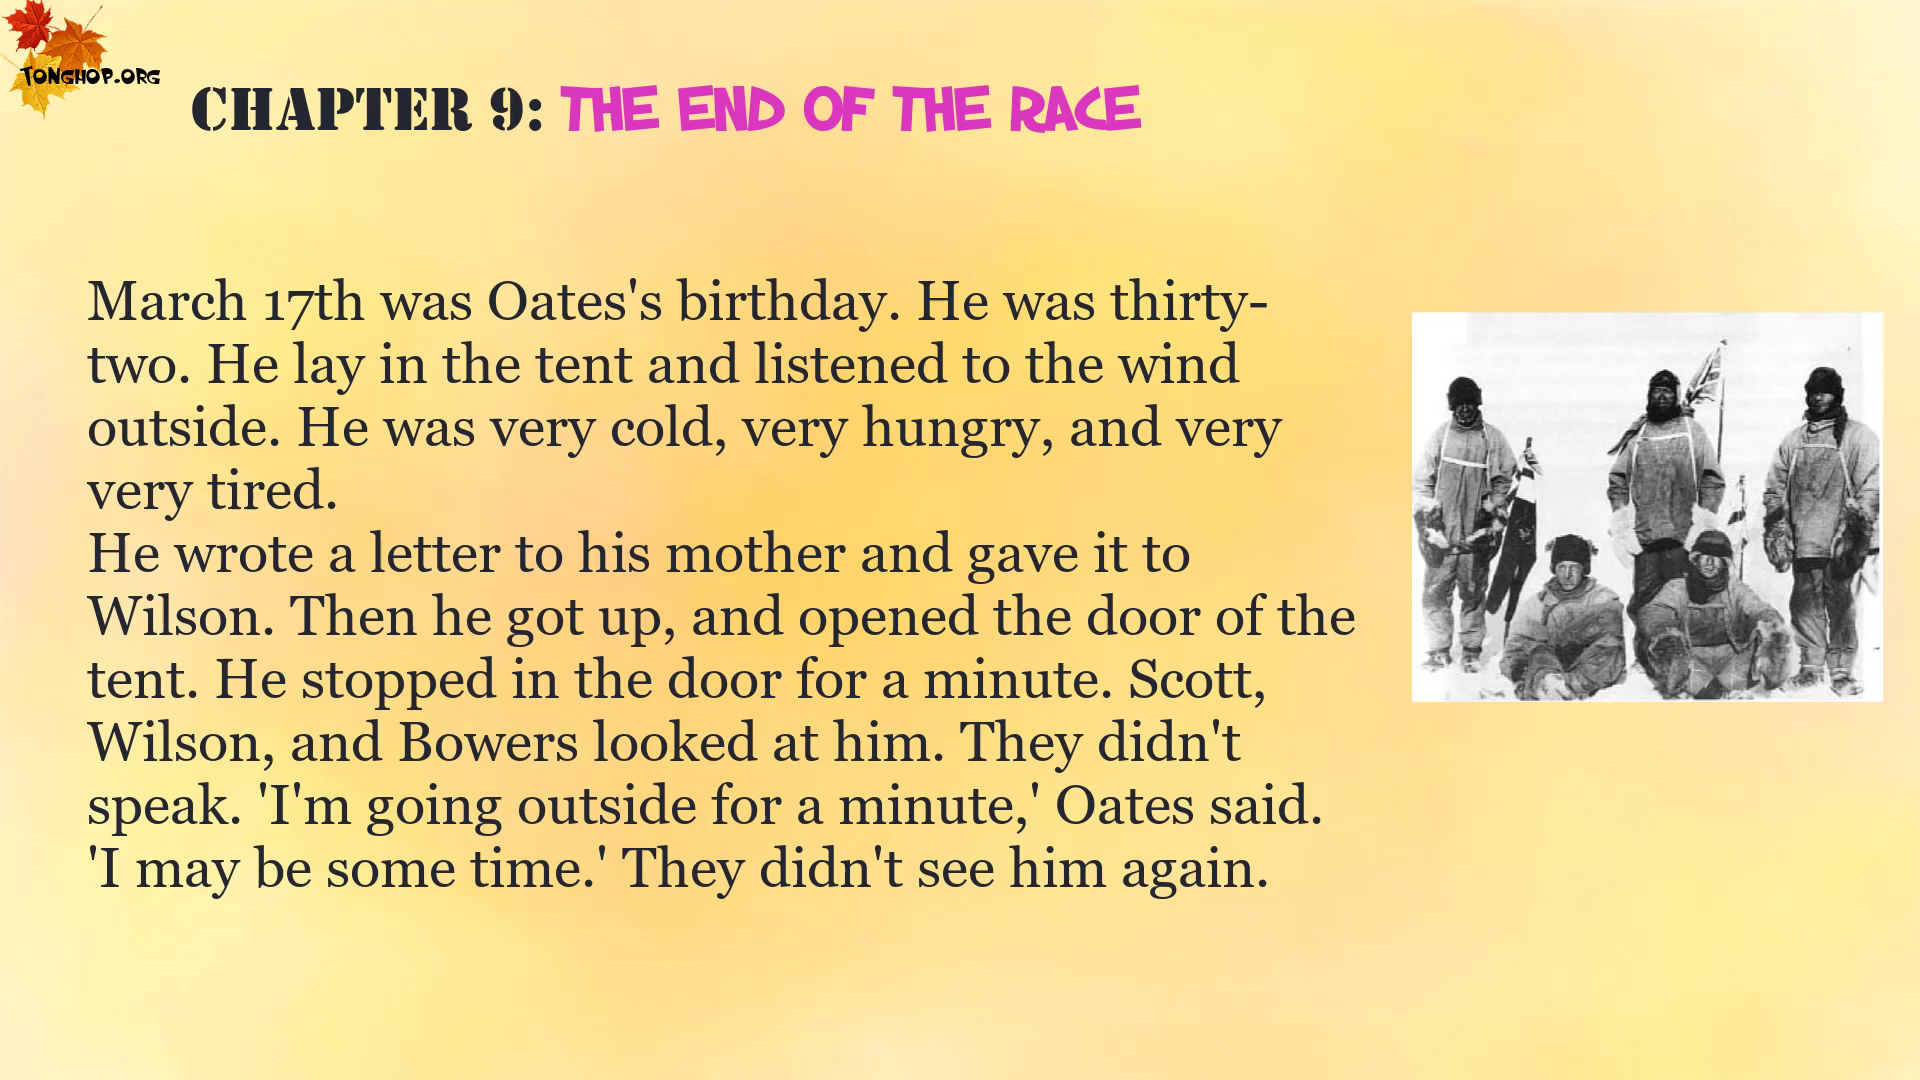 TONGHOP.ORG
CHAPTER 9: THE END OF THE RACE
March 17th was Oates's birthday. He was thirty-
two. He lay in the tent and listened to the wind
outside. He was very cold, very hungry, and very
very tired.
He wrote a letter to his mother and gave it to
Wilson. Then he got up, and opened the door of the
tent. He stopped in the door for a minute. Scott,
Wilson, and Bowers looked at him. They didn't
speak. 'I'm going outside for a minute,' Oates said.
'I may be some time.' They didn't see him again.